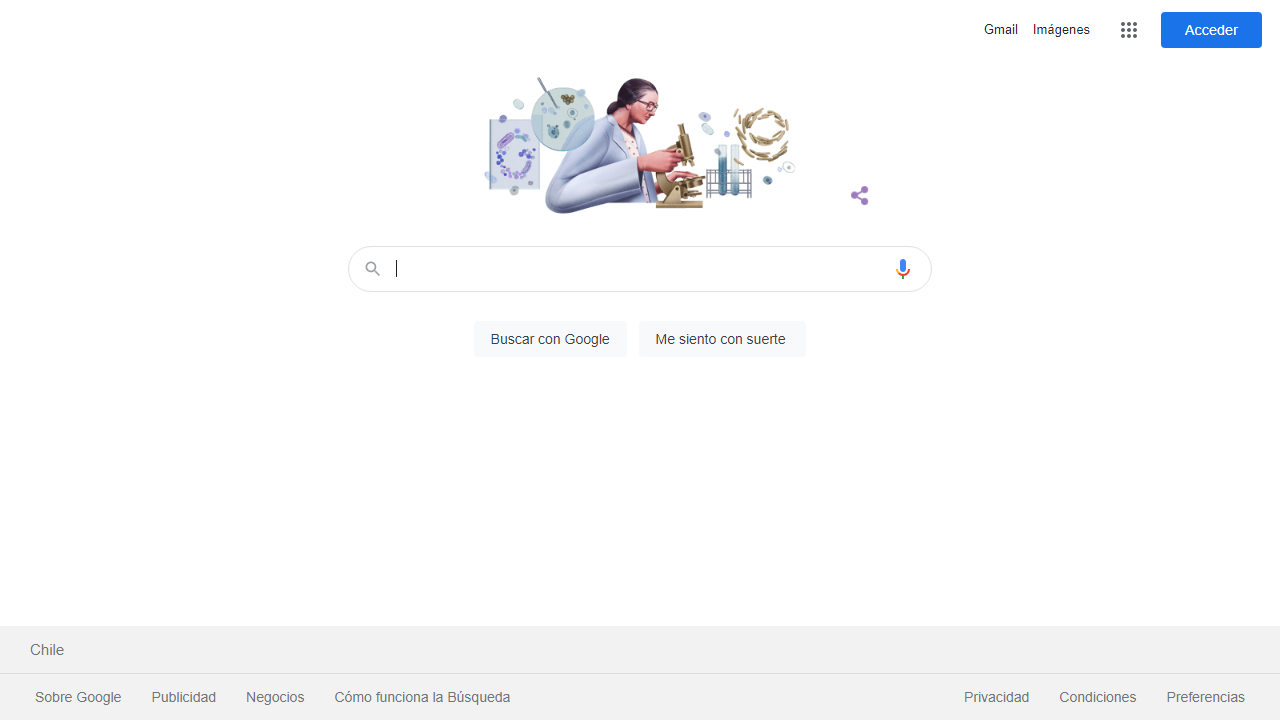 Gmail Imágenes Acceder
Buscar con Google Me siento con suerte
Chile
Sobre Google Publicidad Negocios Cómo funciona la Búsqueda Privacidad Condiciones Preferencias